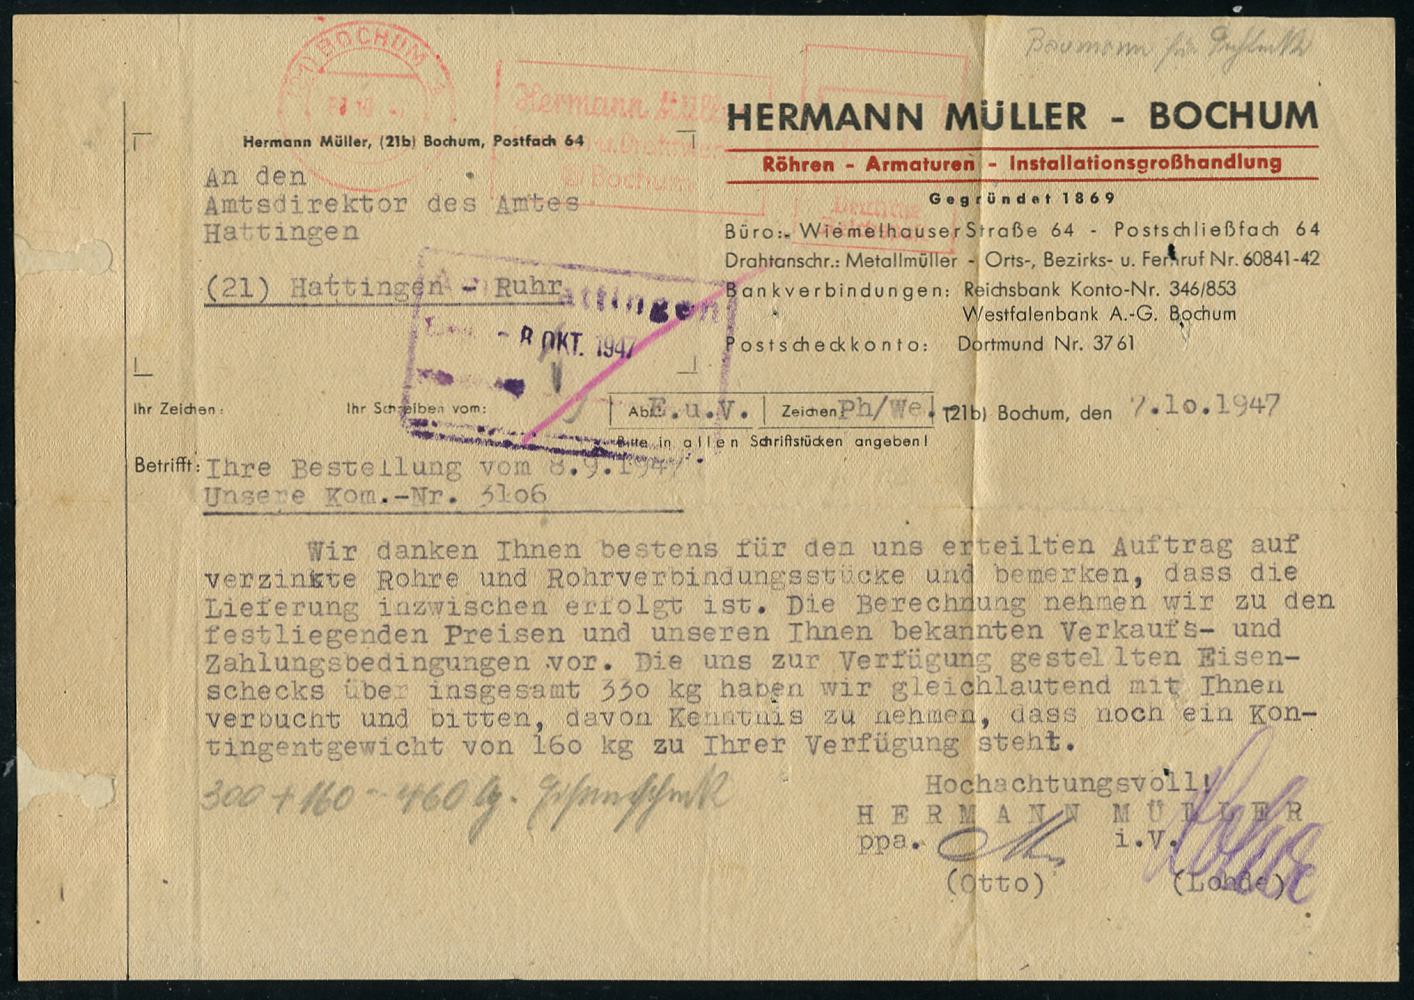 (21b) BOCHUM
Hermann Müller
Bochum
Deutsche
HERMANN MÜLLER - BOCHUM
Röhren - Armaturen - Installationsgroßhandlung
Gegründet 1869
Büro: Wiemelhauser Straße 64 - Postschließfach 64
Drahtanschr.: Metallmüller - Orts-, Bezirks- u. Fernruf Nr. 60841-42
Bankverbindungen: Reichsbank Konto-Nr. 346/853
Westfalenbank A.-G. Bochum
Postscheckkonto: Dortmund Nr. 3761
Hermann Müller, (21b) Bochum, Postfach 64
An den
Amtsdirektor des Amtes
Hattingen
(21) Hattingen - Ruhr
Hattingen
- 8. OKT. 1947
Ihr Zeichen:
Ihr Schreiben vom:
Abt. E.u.V.
Zeichen Ph/We.
(21b) Bochum, den 7.10.1947
Bitte in allen Schriftstücken angeben!
Betrifft: Ihre Bestellung vom 8.9.1947.
Unsere Kom.-Nr. 3106
Wir danken Ihnen bestens für den uns erteilten Auftrag auf
verzinkte Rohre und Rohrverbindungsstücke und bemerken, dass die
Lieferung inzwischen erfolgt ist. Die Berechnung nehmen wir zu den
festliegenden Preisen und unseren Ihnen bekannten Verkaufs- und
Zahlungsbedingungen vor. Die uns zur Verfügung gestellten Eisen-
schecks über insgesamt 330 kg haben wir gleichlautend mit Ihnen
verbucht und bitten, davon Kenntnis zu nehmen, dass noch ein Kon-
tingentgewicht von 160 kg zu Ihrer Verfügung steht.
300 + 160 = 460 kg.
Hochachtungsvoll!
HERMANN MÜLLER
ppa. i.V.
(Otto) (Lohde)